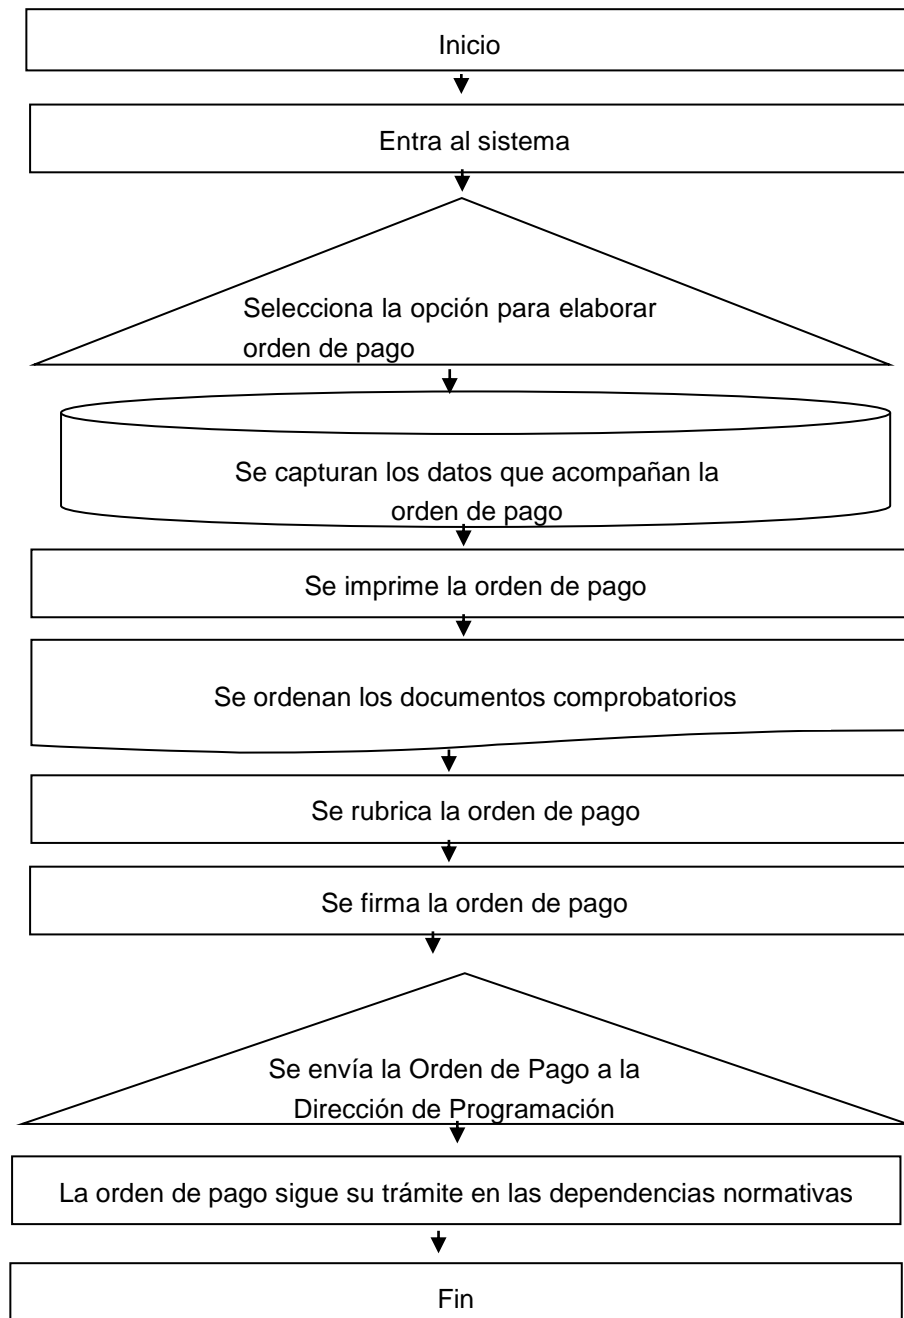 Inicio
Entra al sistema
Selecciona la opción para elaborar
orden de pago
Se capturan los datos que acompañan la
orden de pago
Se imprime la orden de pago
Se ordenan los documentos comprobatorios
Se rubrica la orden de pago
Se firma la orden de pago
Se envía la Orden de Pago a la
Dirección de Programación
La orden de pago sigue su trámite en las dependencias normativas
Fin